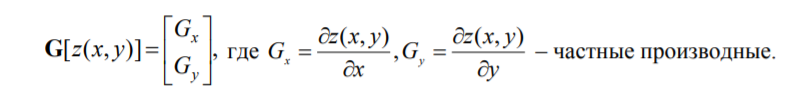 G[z(x, y)]=[G_x G_y], где G_x = ∂z(x, y)/∂x, G_y = ∂z(x, y)/∂y – частные производные.